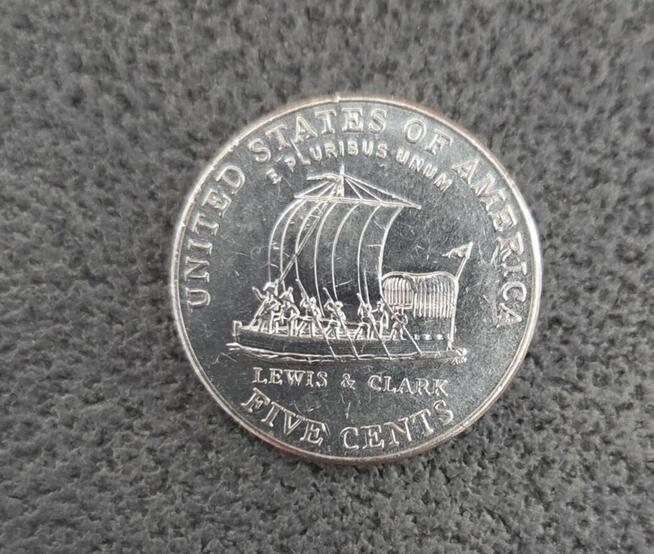 UNITED STATES OF AMERICA
E PLURIBUS UNUM
LEWIS & CLARK
FIVE CENTS